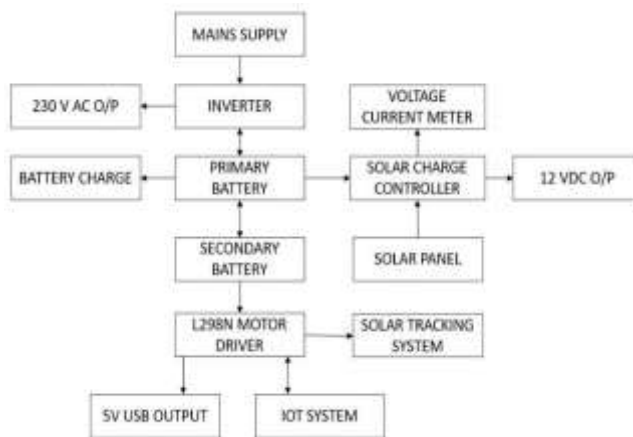 MAINS SUPPLY
230 V AC O/P
INVERTER
VOLTAGE
CURRENT METER
BATTERY CHARGE
PRIMARY
BATTERY
SOLAR CHARGE
CONTROLLER
12 VDC O/P
SECONDARY
BATTERY
SOLAR PANEL
L298N MOTOR
DRIVER
SOLAR TRACKING
SYSTEM
5V USB OUTPUT
IOT SYSTEM